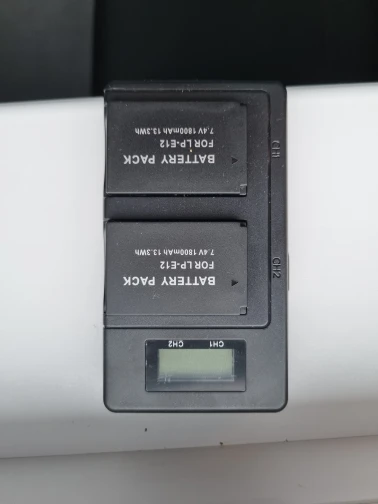 BATTERY PACK
FOR LP-E12
7.4V 1800mAh 13.3Wh
CH1
BATTERY PACK
FOR LP-E12
7.4V 1800mAh 13.3Wh
CH2
CH1 CH2